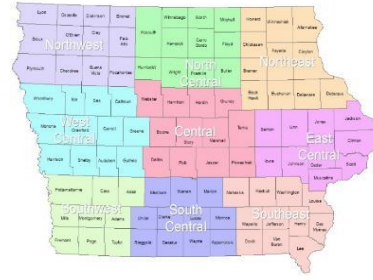 Lyon Osceola Dickinson Emmet
Winnebago Worth Mitchell
Howard Winneshiek Allamakee
Sioux O'Brien Clay Palo Alto
Hancock Cerro Gordo Floyd
Chickasaw
Northwest
Fayette Clayton
Plymouth Cherokee Buena Vista Pocahontas
Humboldt Wright Franklin Butler
Bremer
North Central
Northeast
Black Hawk Buchanan Delaware Dubuque
Woodbury Ida Sac Calhoun
Webster Hamilton Hardin Grundy
West Central
Central
East Central
Monona Crawford Carroll Greene
Boone Story Marshall
Tama Benton Linn Jones Jackson
Clinton
Harrison Shelby Audubon Guthrie
Dallas Polk Jasper Poweshiek
Iowa Johnson Cedar Scott
Muscatine
Pottawattamie Cass Adair
Madison Warren Marion
Mahaska Keokuk Washington
Louisa
Southwest
South Central
Southeast
Mills Montgomery Adams
Union Clarke Lucas Monroe
Wapello Jefferson Henry Des Moines
Fremont Page Taylor
Ringgold Decatur Wayne Appanoose
Davis Van Buren
Lee